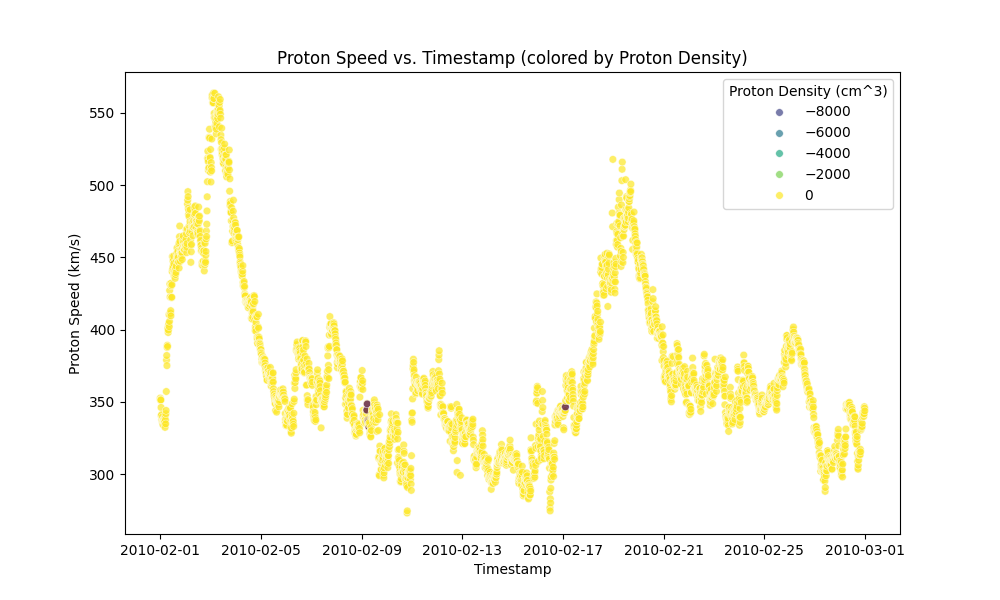 Proton Speed vs. Timestamp (colored by Proton Density)
Proton Density (cm^3)
−8000
−6000
−4000
−2000
0
Proton Speed (km/s)
550
500
450
400
350
300
2010-02-01 2010-02-05 2010-02-09 2010-02-13 2010-02-17 2010-02-21 2010-02-25 2010-03-01
Timestamp